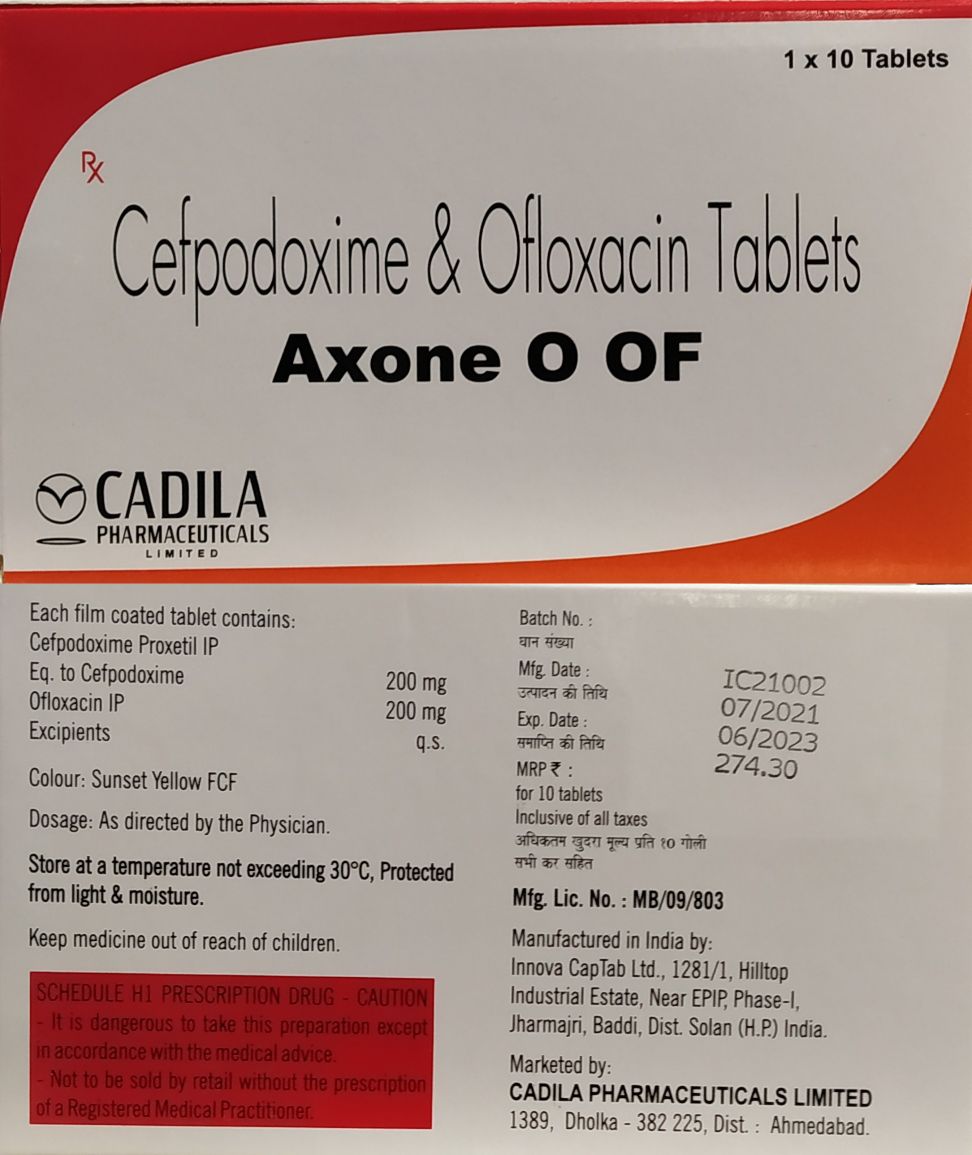 1 x 10 Tablets
Rx
Cefpodoxime & Ofloxacin Tablets
Axone O OF
CADILA
PHARMACEUTICALS
LIMITED
Each film coated tablet contains:
Cefpodoxime Proxetil IP
Eq. to Cefpodoxime 200 mg
Ofloxacin IP 200 mg
Excipients q.s.
Colour: Sunset Yellow FCF
Dosage: As directed by the Physician.
Store at a temperature not exceeding 30°C, Protected
from light & moisture.
Keep medicine out of reach of children.
SCHEDULE H1 PRESCRIPTION DRUG - CAUTION
- It is dangerous to take this preparation except
in accordance with the medical advice.
- Not to be sold by retail without the prescription
of a Registered Medical Practitioner.
Batch No. :
घान संख्या
Mfg. Date :
उत्पादन की तिथि
Exp. Date :
समाप्ति की तिथि
MRP ₹ :
for 10 tablets
Inclusive of all taxes
अधिकतम खुदरा मूल्य प्रति १० गोली
सभी कर सहित
IC21002
07/2021
06/2023
274.30
Mfg. Lic. No. : MB/09/803
Manufactured in India by:
Innova CapTab Ltd., 1281/1, Hilltop
Industrial Estate, Near EPIP, Phase-I,
Jharmajri, Baddi, Dist. Solan (H.P.) India.
Marketed by:
CADILA PHARMACEUTICALS LIMITED
1389, Dholka - 382 225, Dist. : Ahmedabad.